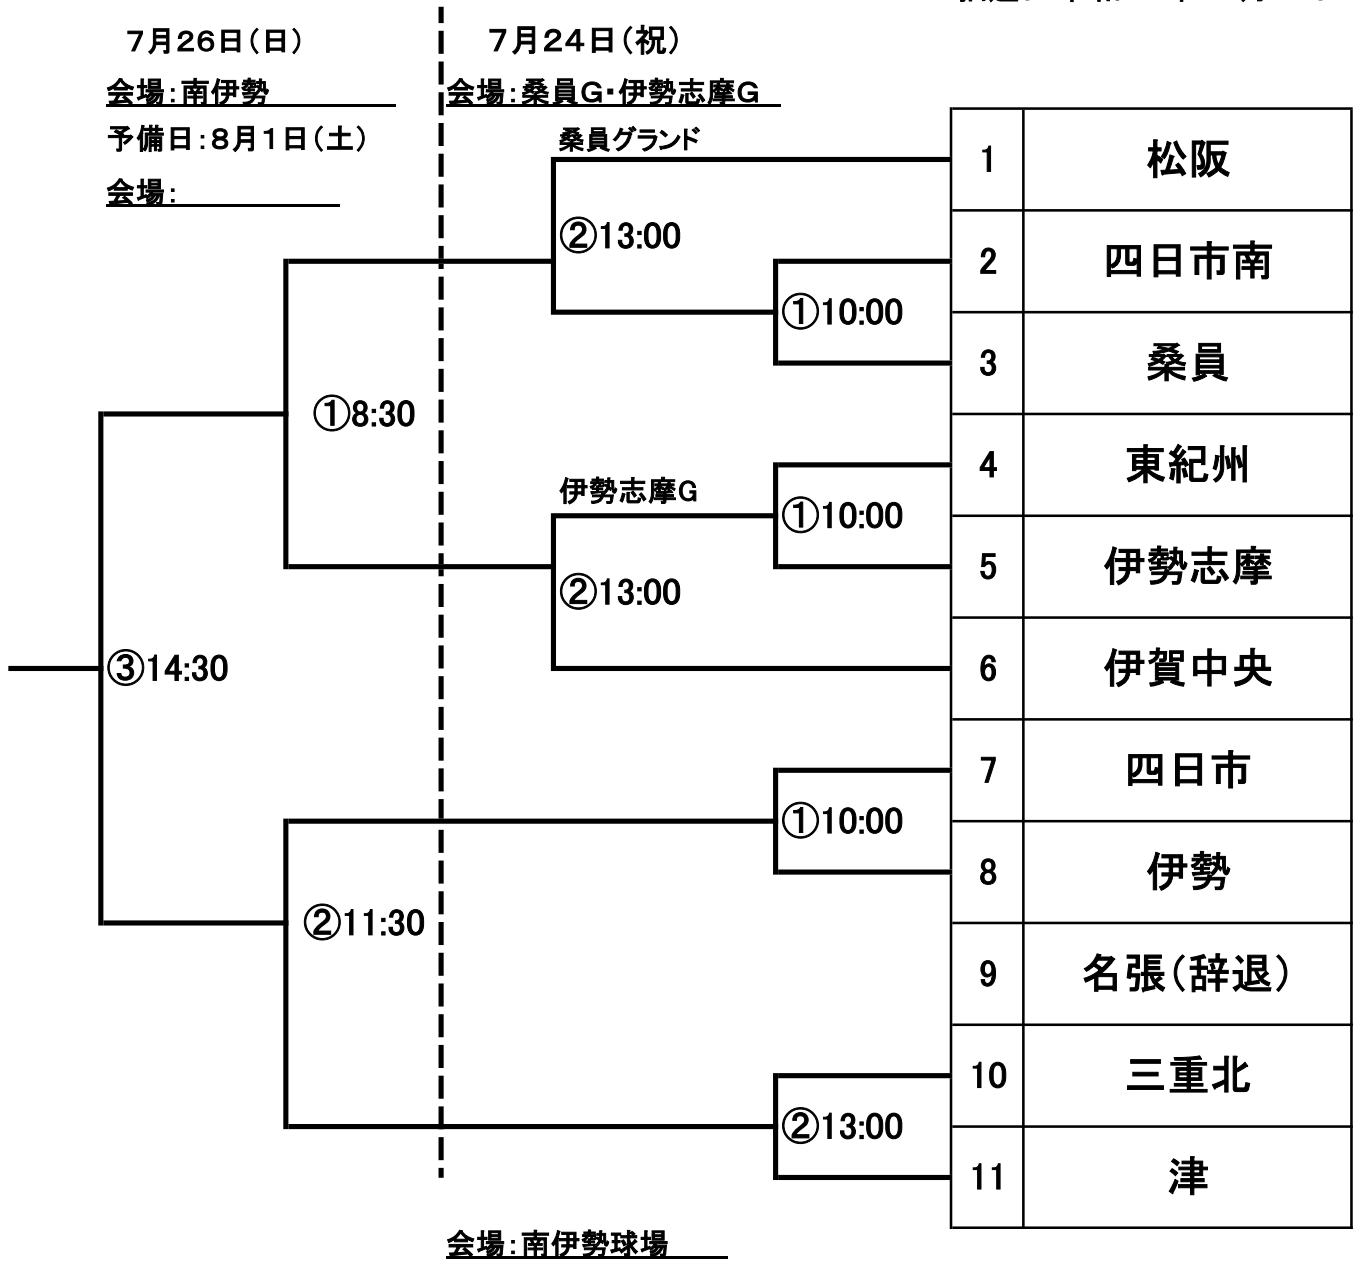 7月26日(日)
7月24日(祝)
会場:南伊勢
会場:桑員G・伊勢志摩G
予備日:8月1日(土)
会場:
桑員グランド
1 松阪
②13:00
2 四日市南
①10:00
3 桑員
①8:30
4 東紀州
伊勢志摩G
①10:00
5 伊勢志摩
②13:00
6 伊賀中央
③14:30
7 四日市
①10:00
8 伊勢
②11:30
9 名張(辞退)
10 三重北
②13:00
11 津
会場:南伊勢球場